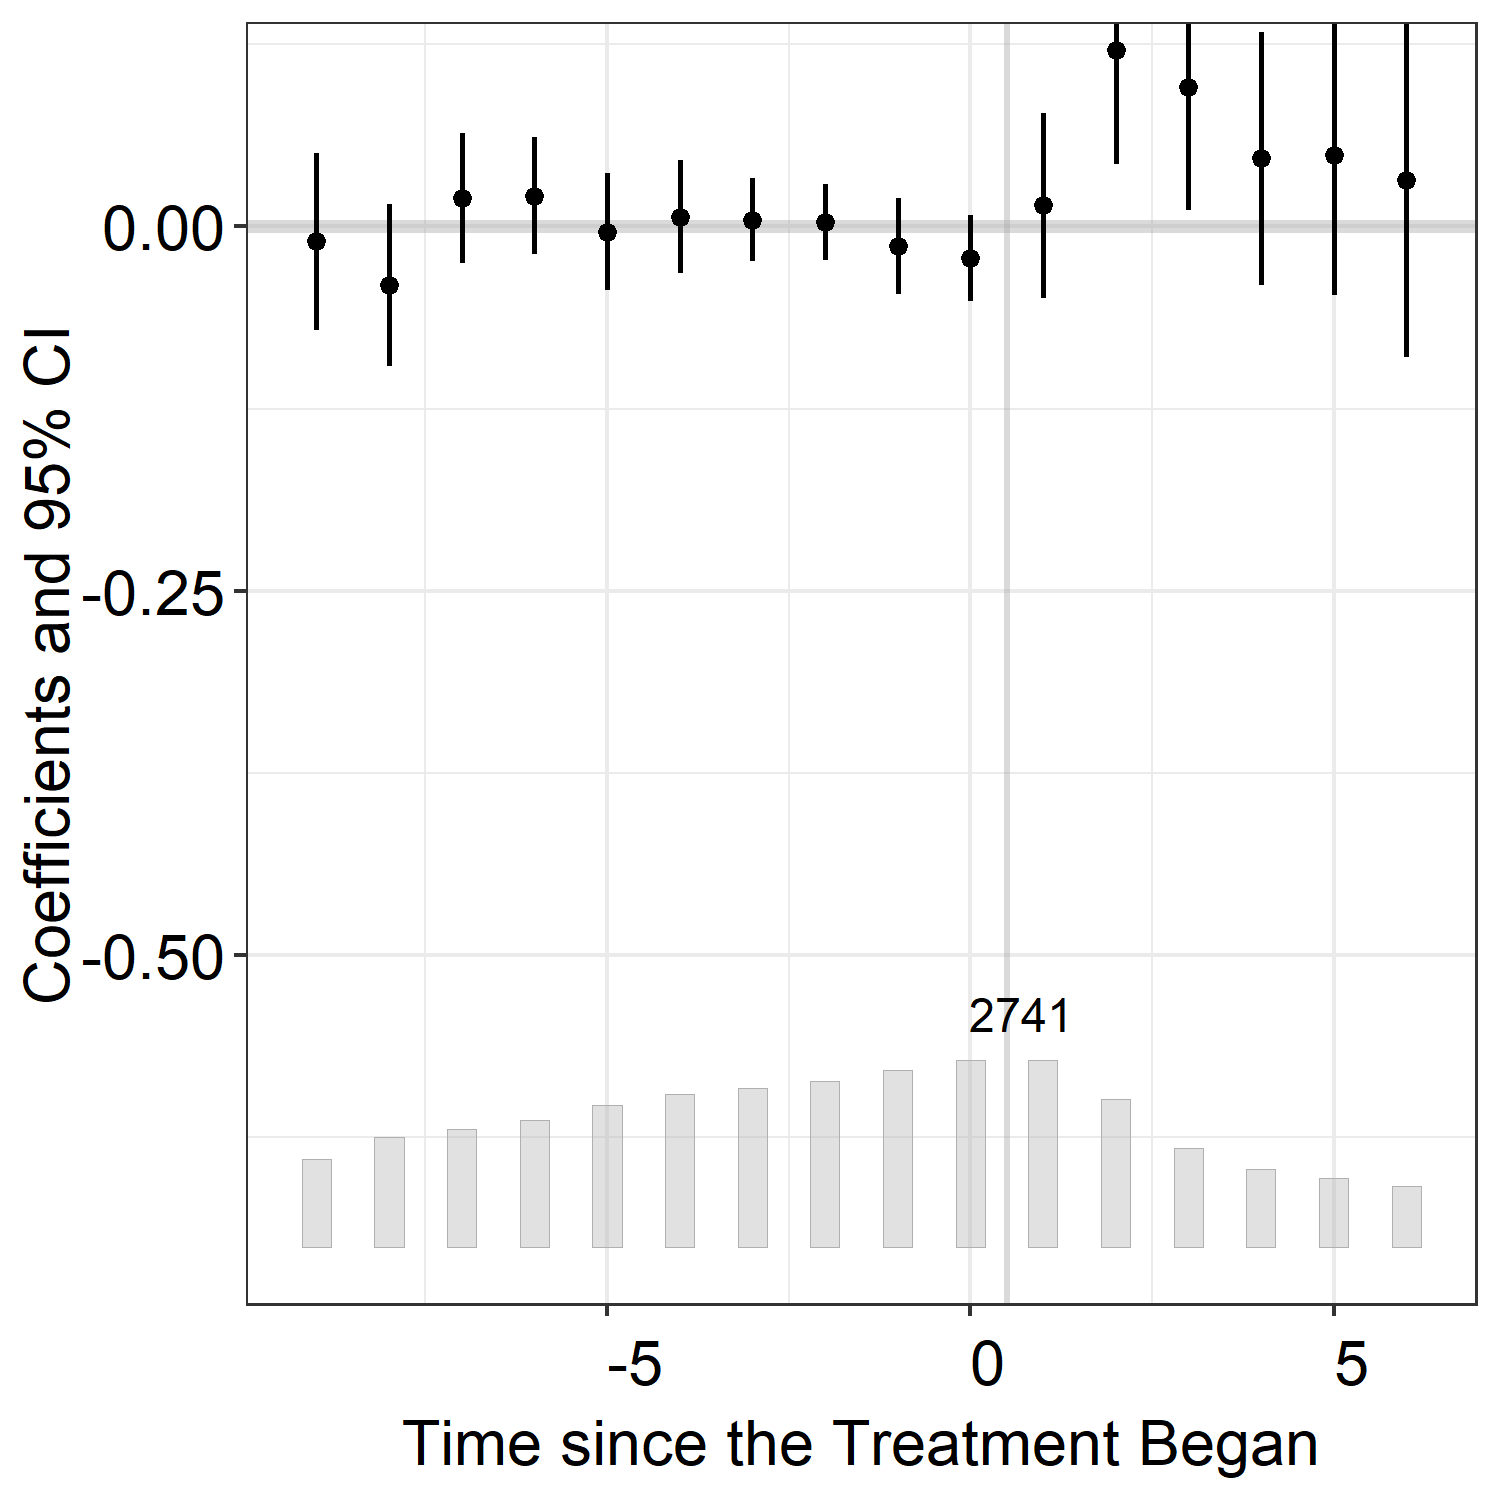 Coefficients and 95% CI
0.00
-0.25
-0.50
2741
-5 0 5
Time since the Treatment Began